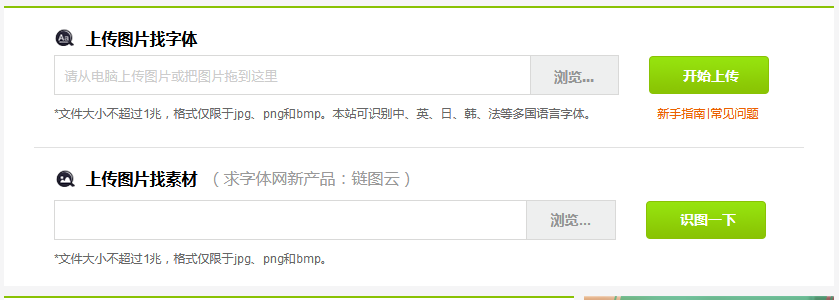 上传图片找字体
请从电脑上传图片或把图片拖到这里
浏览...
开始上传
*文件大小不超过1兆，格式仅限于jpg、png和bmp。本站可识别中、英、日、韩、法等多国语言字体。
新手指南|常见问题
上传图片找素材 （求字体网新产品：链图云）
浏览...
识图一下
*文件大小不超过1兆，格式仅限于jpg、png和bmp。